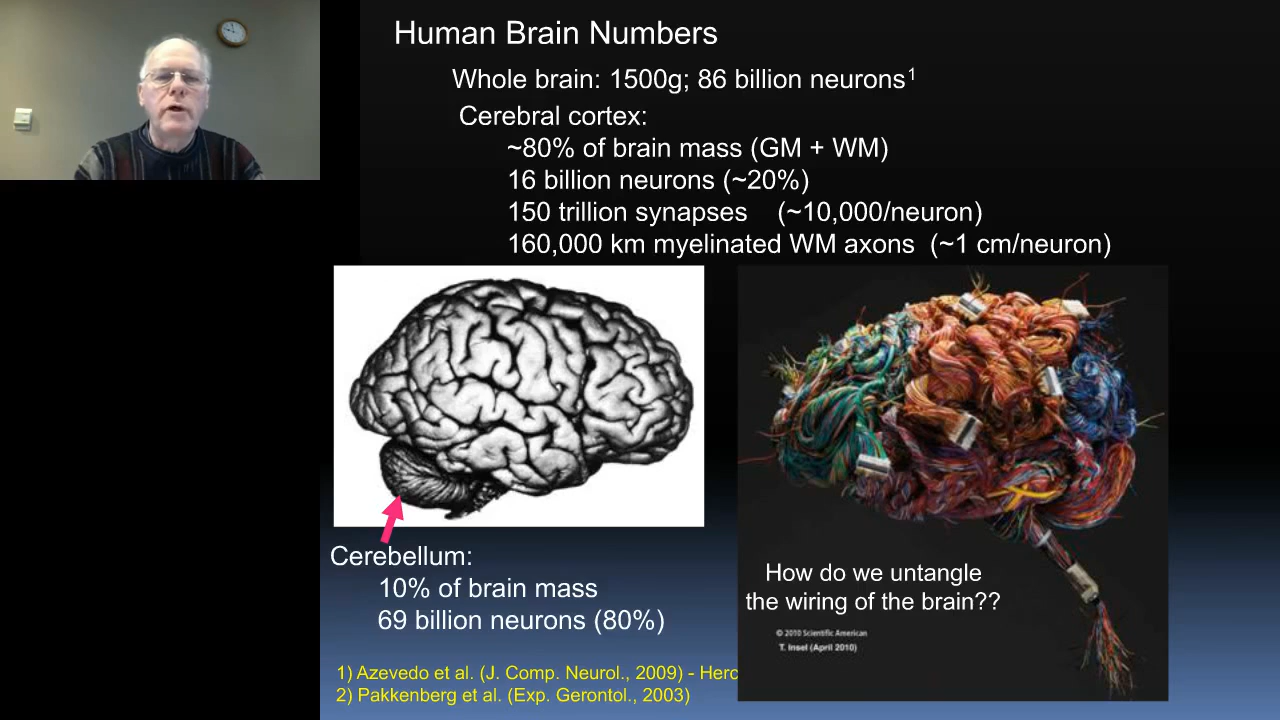 Human Brain Numbers
Whole brain: 1500g; 86 billion neurons¹
Cerebral cortex:
~80% of brain mass (GM + WM)
16 billion neurons (~20%)
150 trillion synapses (~10,000/neuron)
160,000 km myelinated WM axons (~1 cm/neuron)
Cerebellum:
10% of brain mass
69 billion neurons (80%)
How do we untangle
the wiring of the brain??
© 2010 Scientific American
T. Insel (April 2010)
1) Azevedo et al. (J. Comp. Neurol., 2009) - Herc
2) Pakkenberg et al. (Exp. Gerontol., 2003)